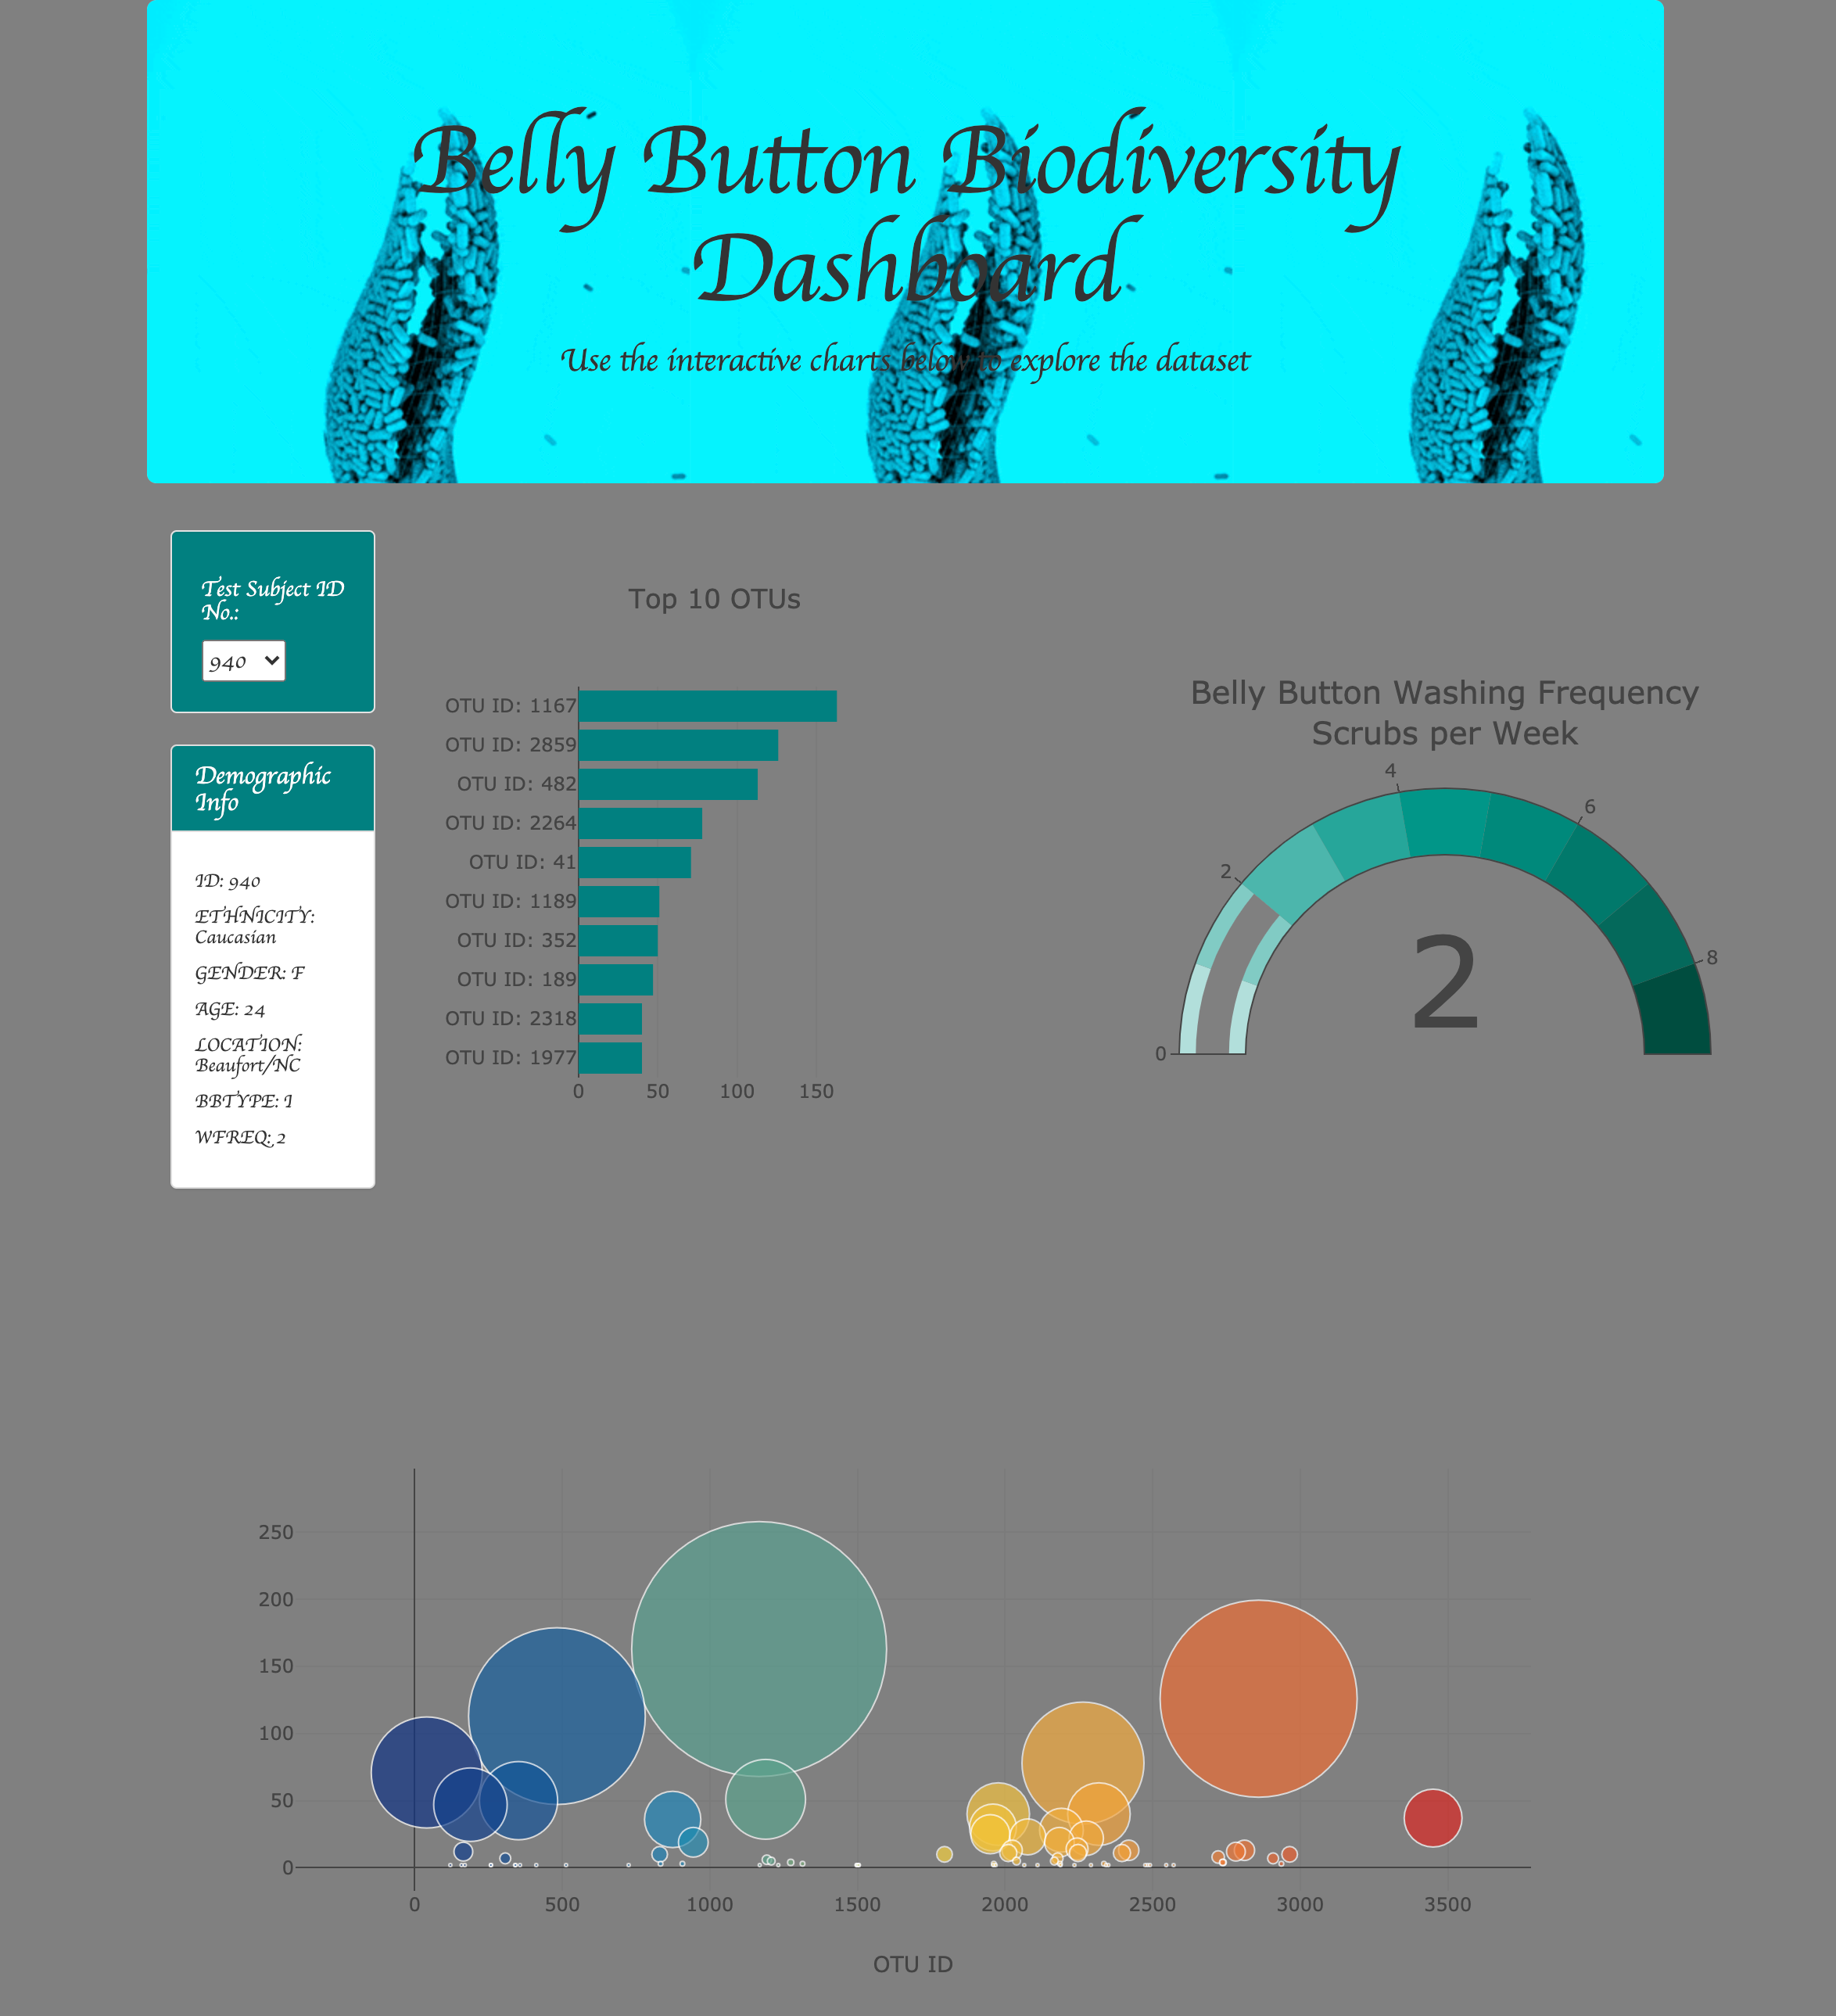 Belly Button Biodiversity
Dashboard
Use the interactive charts below to explore the dataset
Test Subject ID
No.:
940
Demographic
Info
ID: 940
ETHNICITY:
Caucasian
GENDER: F
AGE: 24
LOCATION:
Beaufort/NC
BBTYPE: I
WFREQ: 2
Top 10 OTUs
OTU ID: 1167
OTU ID: 2859
OTU ID: 482
OTU ID: 2264
OTU ID: 41
OTU ID: 1189
OTU ID: 352
OTU ID: 189
OTU ID: 2318
OTU ID: 1977
0 50 100 150
Belly Button Washing Frequency
Scrubs per Week
0
2
4
6
8
2
250
200
150
100
50
0
0 500 1000 1500 2000 2500 3000 3500
OTU ID